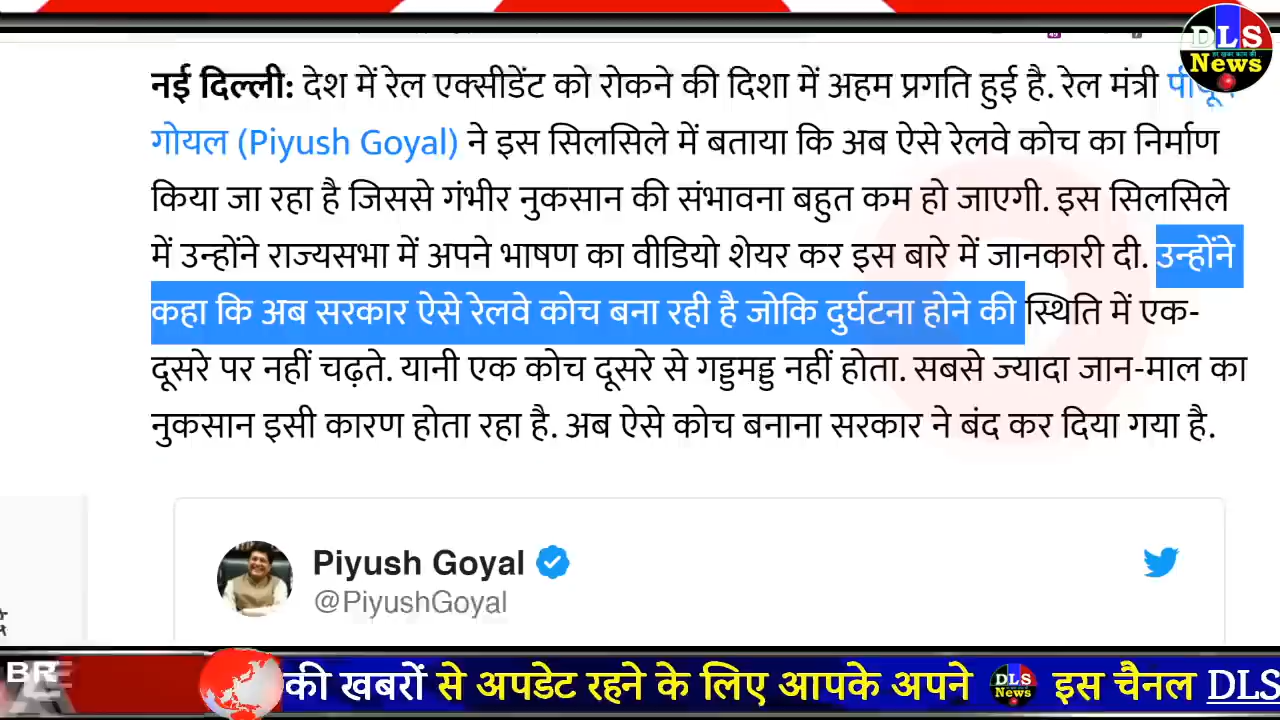 DLS
News
नई दिल्ली: देश में रेल एक्सीडेंट को रोकने की दिशा में अहम प्रगति हुई है. रेल मंत्री
गोयल (Piyush Goyal) ने इस सिलसिले में बताया कि अब ऐसे रेलवे कोच का निर्माण
किया जा रहा है जिससे गंभीर नुकसान की संभावना बहुत कम हो जाएगी. इस सिलसिले
में उन्होंने राज्यसभा में अपने भाषण का वीडियो शेयर कर इस बारे में जानकारी दी. उन्होंने
कहा कि अब सरकार ऐसे रेलवे कोच बना रही है जोकि दुर्घटना होने की स्थिति में एक-
दूसरे पर नहीं चढ़ते. यानी एक कोच दूसरे से गड्डमड्ड नहीं होता. सबसे ज्यादा जान-माल का
नुकसान इसी कारण होता रहा है. अब ऐसे कोच बनाना सरकार ने बंद कर दिया गया है.
Piyush Goyal
@PiyushGoyal
की खबरों से अपडेट रहने के लिए आपके अपने DLS News इस चैनल DLS